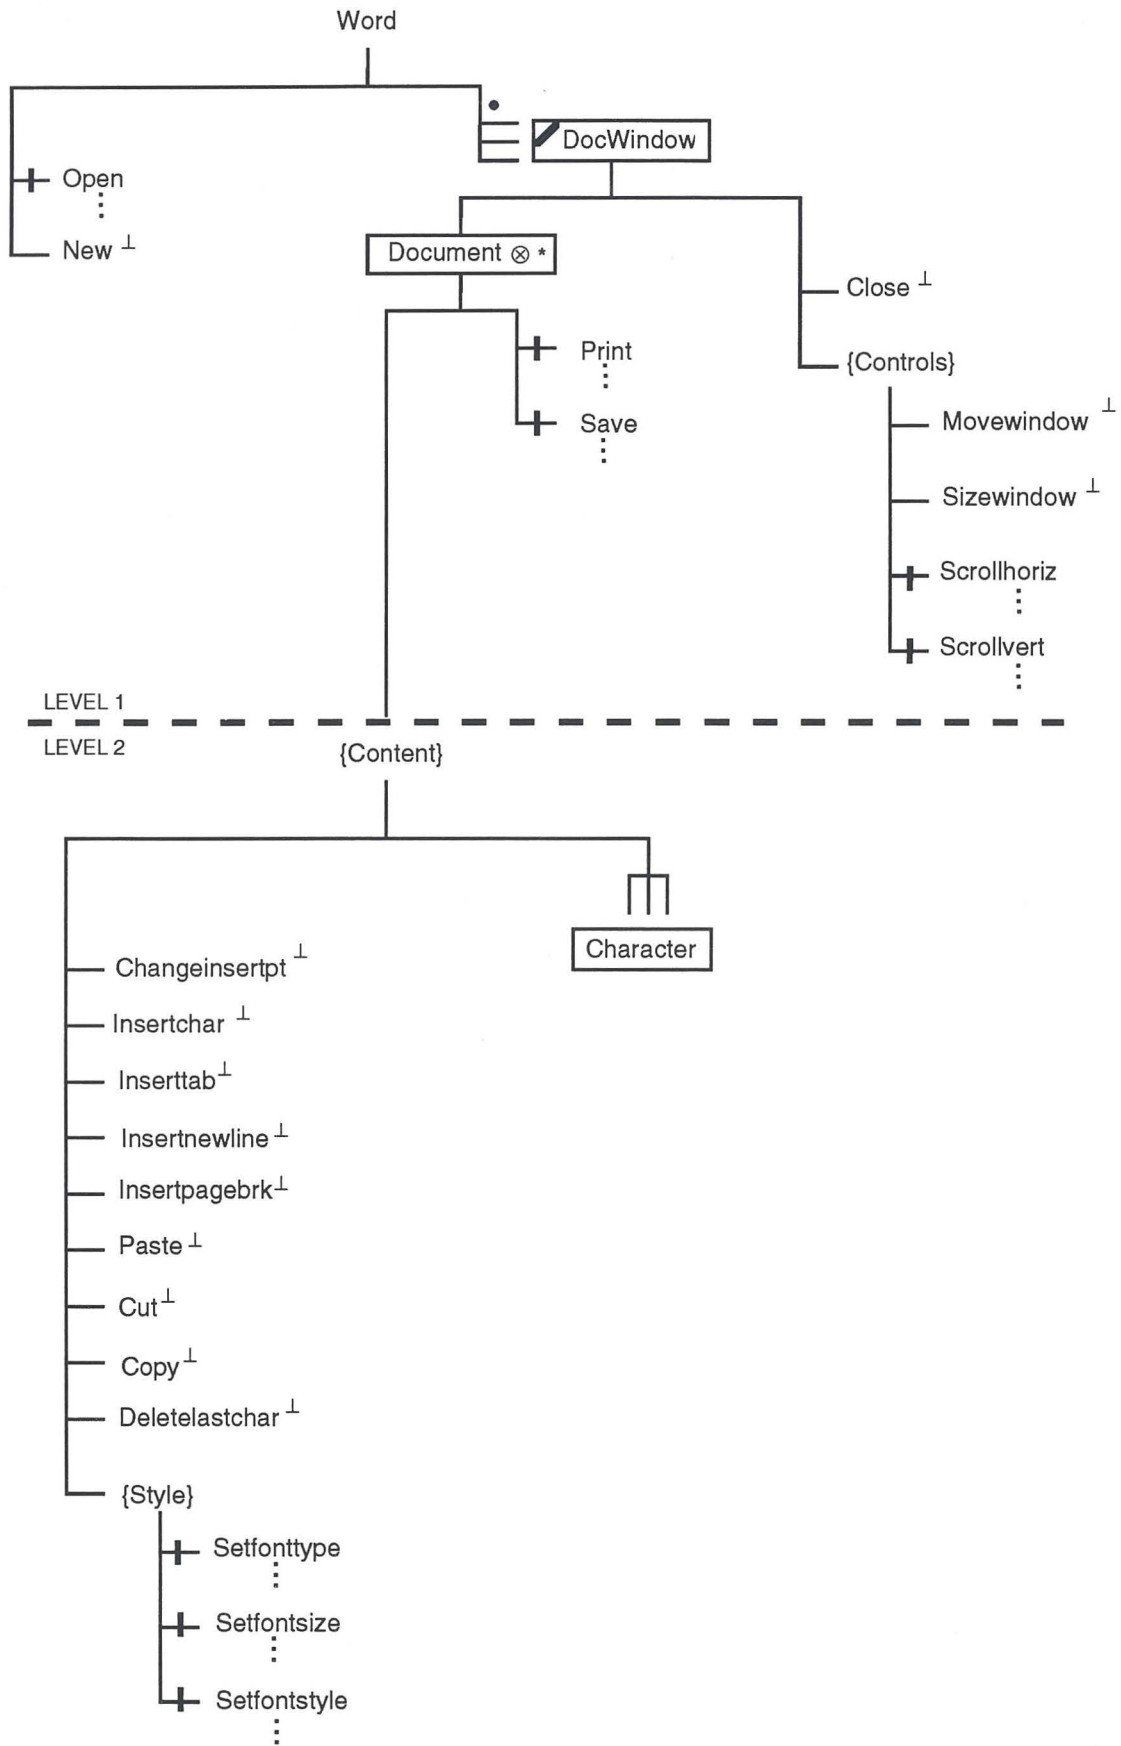 Word
DocWindow
Open
New ⊥
Document ⊗ *
Close ⊥
Print
{Controls}
Save
Movewindow ⊥
Sizewindow ⊥
Scrollhoriz
Scrollvert
LEVEL 1
LEVEL 2
{Content}
Character
Changeinsertpt ⊥
Insertchar ⊥
Inserttab ⊥
Insertnewline ⊥
Insertpagebrk ⊥
Paste ⊥
Cut ⊥
Copy ⊥
Deletelastchar ⊥
{Style}
Setfonttype
Setfontsize
Setfontstyle